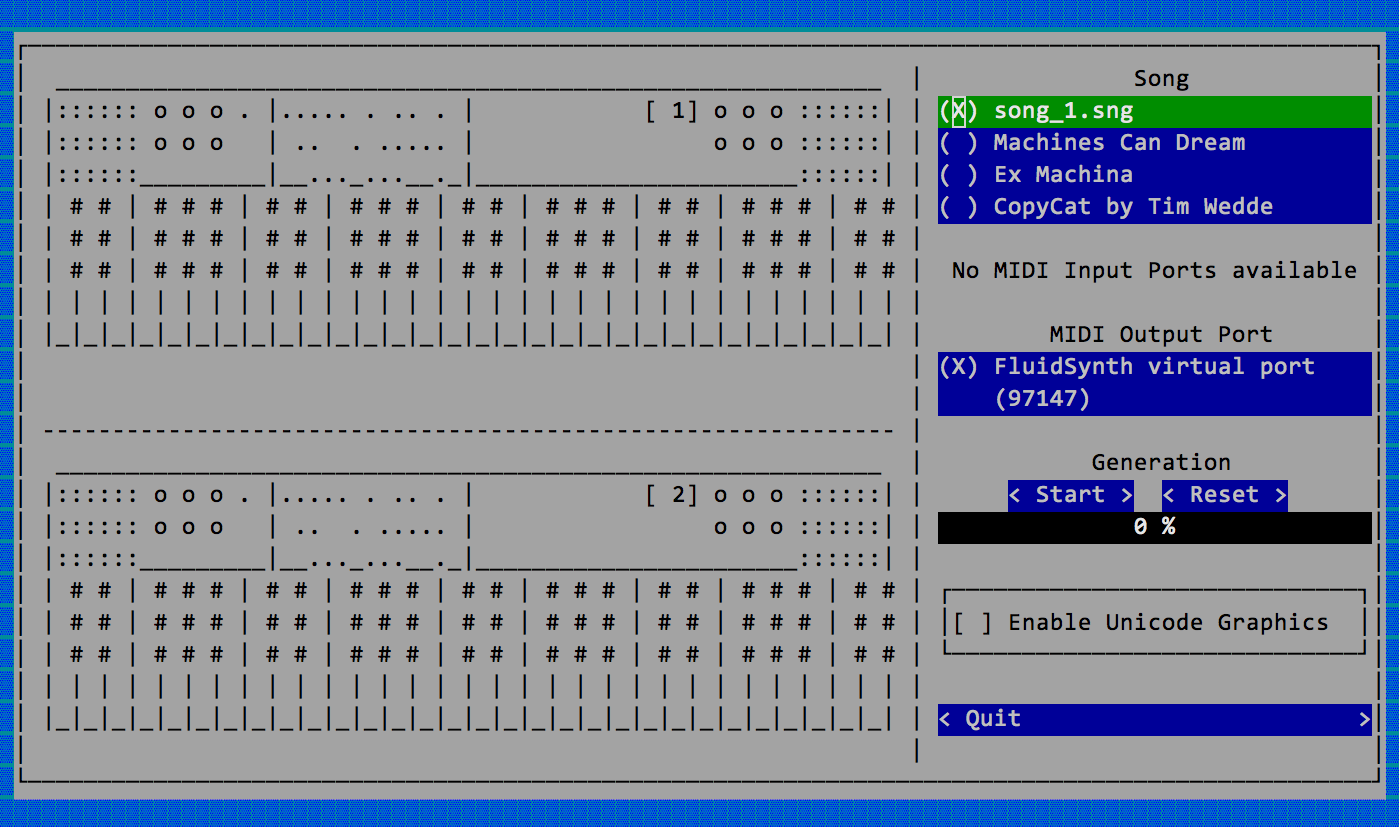 [ 1]
[ 2]
Song
(X) song_1.sng
( ) Machines Can Dream
( ) Ex Machina
( ) CopyCat by Tim Wedde
No MIDI Input Ports available
MIDI Output Port
(X) FluidSynth virtual port
(97147)
Generation
< Start > < Reset >
0 %
[ ] Enable Unicode Graphics
< Quit >